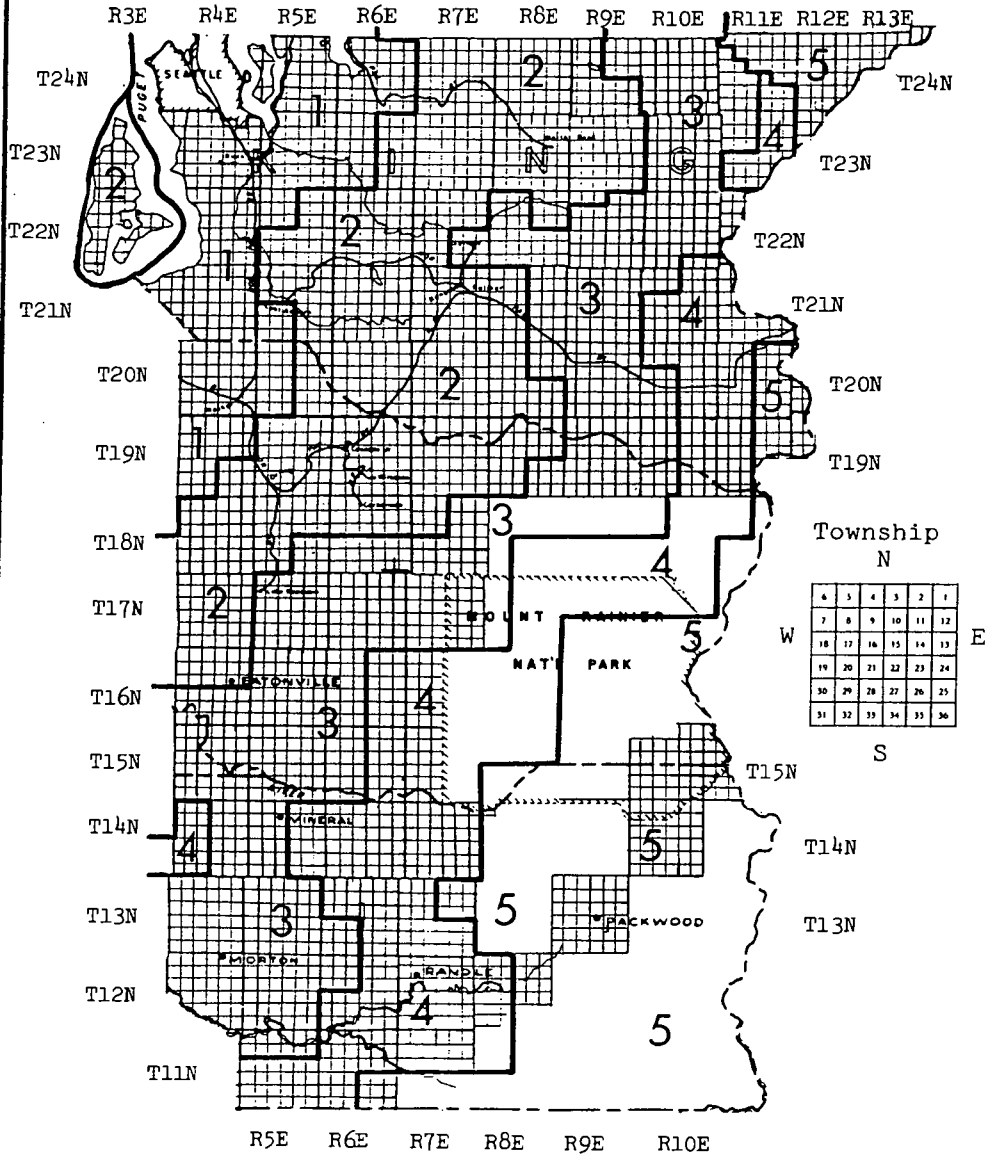 R3E R4E R5E R6E R7E R8E R9E R10E R11E R12E R13E
T24N SEATTLE 1 2 3 5 T24N
PUGET
T23N 2 K I N G 4 T23N
T22N 1 2 T22N
T21N 3 4 T21N
T20N 2 5 T20N
T19N 1 T19N
T18N 3 4
T17N 2 MOUNT RAINIER 5
NAT'L PARK
T16N EATONVILLE 3 4
T15N T15N
T14N 4 MINERAL 5 T14N
T13N 3 5 PACKWOOD T13N
MORTON RANDLE
T12N 4 5
T11N
R5E R6E R7E R8E R9E R10E
Township
N
6 5 4 3 2 1
7 8 9 10 11 12
W 18 17 16 15 14 13 E
19 20 21 22 23 24
30 29 28 27 26 25
31 32 33 34 35 36
S